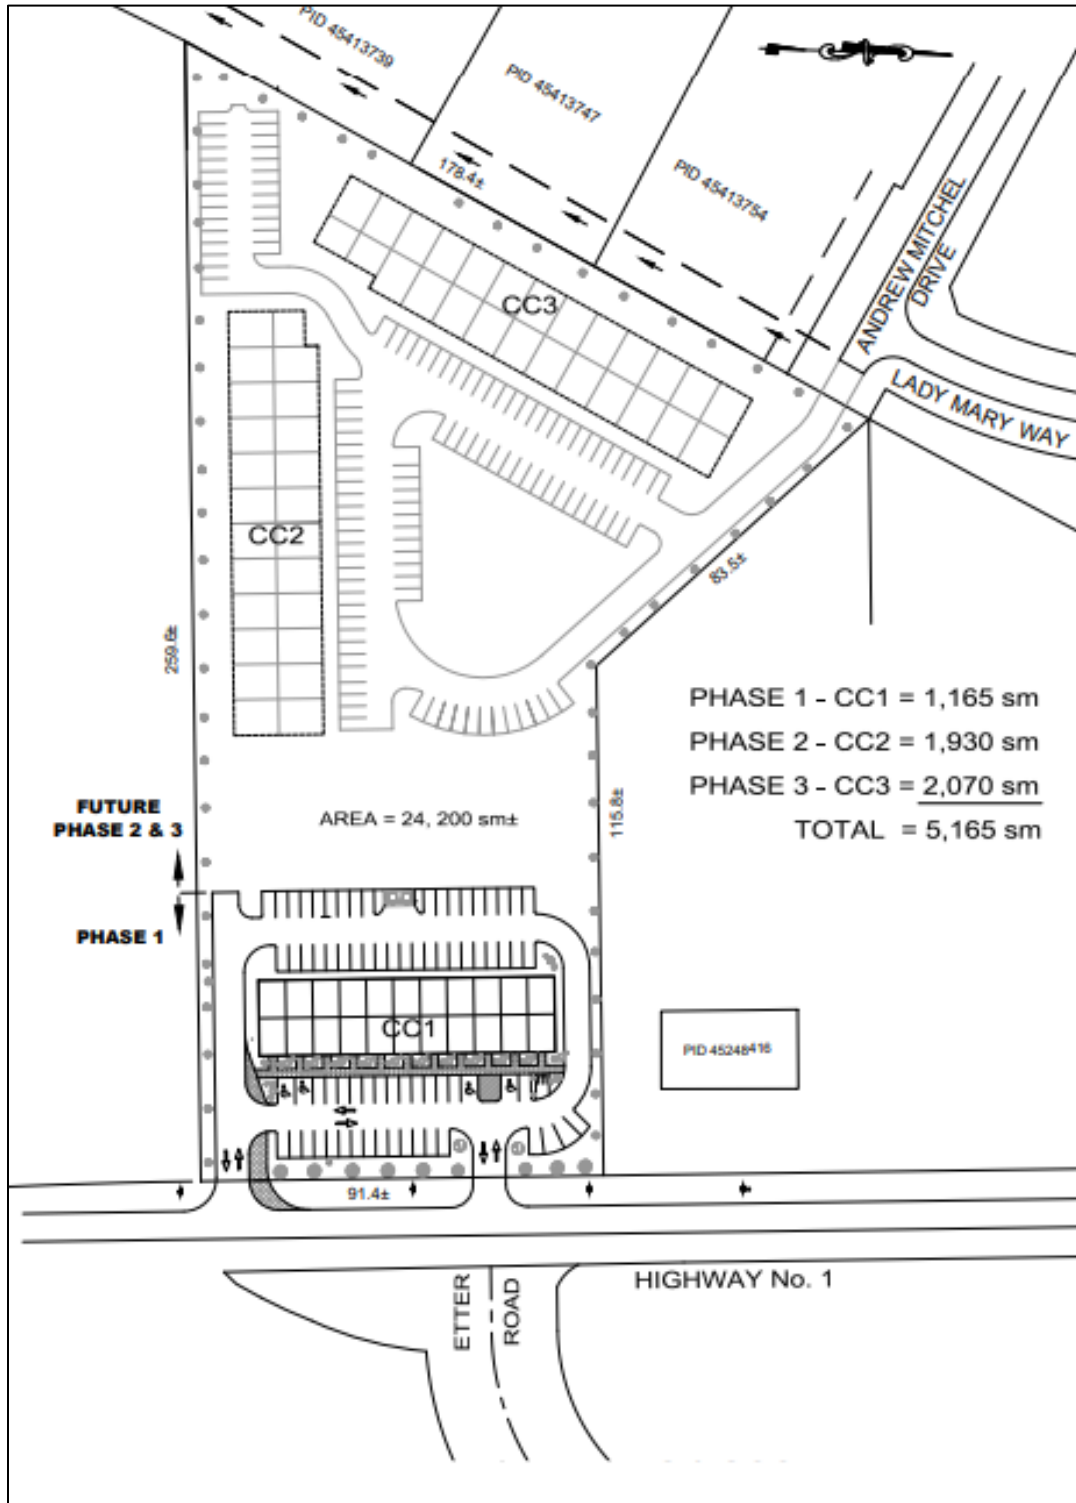 PID 45413739
PID 45413747
PID 45413754
178.4±
ANDREW MITCHEL
DRIVE
LADY MARY WAY
CC3
CC2
83.5±
259.6±
PHASE 1 - CC1 = 1,165 sm
PHASE 2 - CC2 = 1,930 sm
PHASE 3 - CC3 = 2,070 sm
TOTAL = 5,165 sm
115.8±
FUTURE
PHASE 2 & 3
AREA = 24, 200 sm±
PHASE 1
CC1
PID 45248416
91.4±
HIGHWAY No. 1
ETTER
ROAD